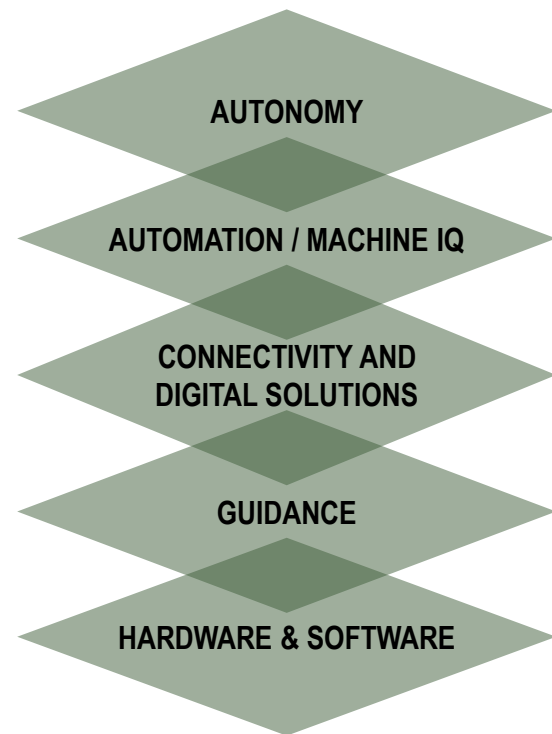 AUTONOMY
AUTOMATION / MACHINE IQ
CONNECTIVITY AND
DIGITAL SOLUTIONS
GUIDANCE
HARDWARE & SOFTWARE